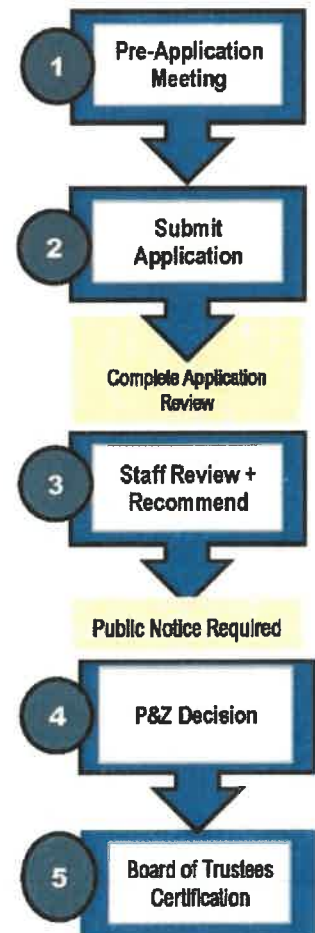 1
Pre-Application
Meeting
2
Submit
Application
Complete Application
Review
3
Staff Review +
Recommend
Public Notice Required
4
P&Z Decision
5
Board of Trustees
Certification